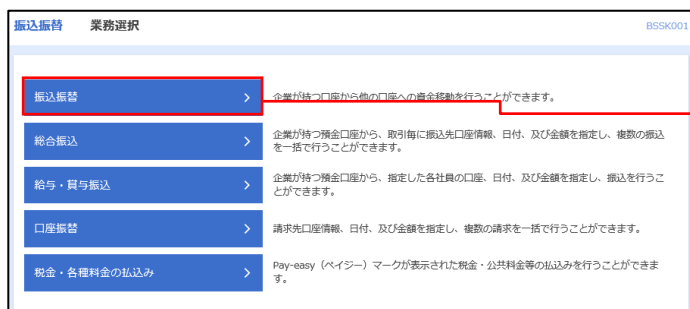 振込振替 業務選択 BSSK001
振込振替
企業が持つ口座から他の口座への資金移動を行うことができます。
総合振込
企業が持つ預金口座から、取引毎に振込先口座情報、日付、及び金額を指定し、複数の振込
を一括で行うことができます。
給与・賞与振込
企業が持つ預金口座から、指定した各社員の口座、日付、及び金額を指定し、振込を行うこ
とができます。
口座振替
請求先口座情報、日付、及び金額を指定し、複数の請求を一括で行うことができます。
税金・各種料金の払込み
Pay-easy（ペイジー）マークが表示された税金・公共料金等の払込みを行うことができま
す。